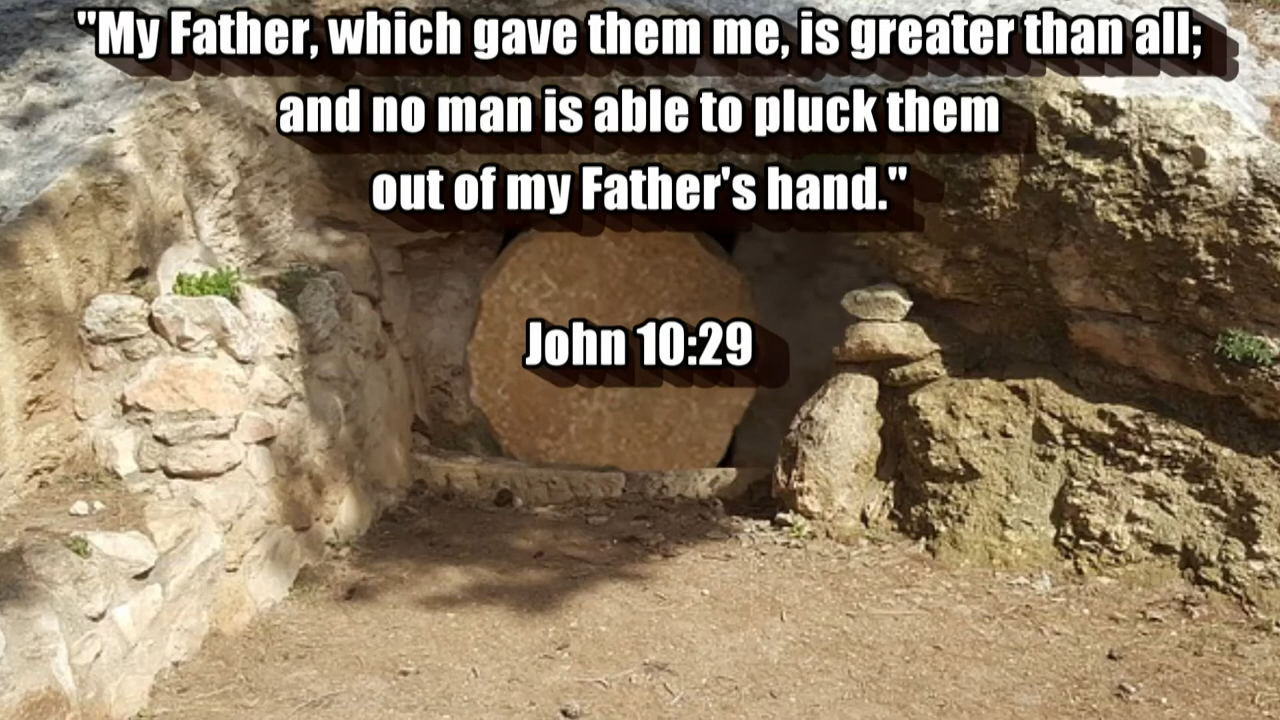 "My Father, which gave them me, is greater than all;
and no man is able to pluck them
out of my Father's hand."
John 10:29